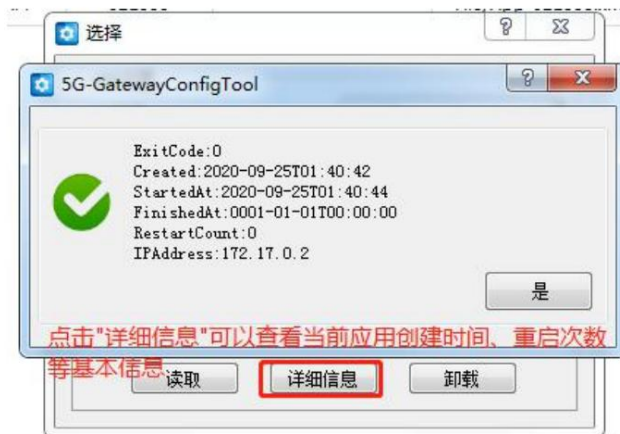 选择
5G-GatewayConfigTool
ExitCode:0
Created:2020-09-25T01:40:42
StartedAt:2020-09-25T01:40:44
FinishedAt:0001-01-01T00:00:00
RestartCount:0
IPAddress:172.17.0.2
是
点击"详细信息"可以查看当前应用创建时间、重启次数
等基本信息
读取
详细信息
卸载